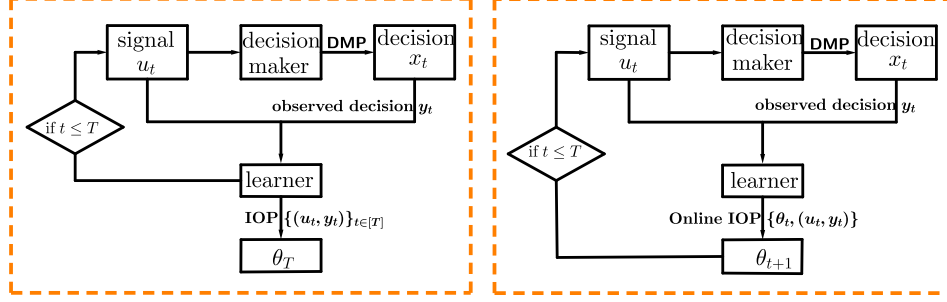 signal
u_t
decision
maker
DMP
decision
x_t
observed decision y_t
if t ≤ T
learner
IOP {(u_t, y_t)}_{t∈[T]}
θ_T
signal
u_t
decision
maker
DMP
decision
x_t
observed decision y_t
if t ≤ T
learner
Online IOP {θ_t, (u_t, y_t)}
θ_{t+1}